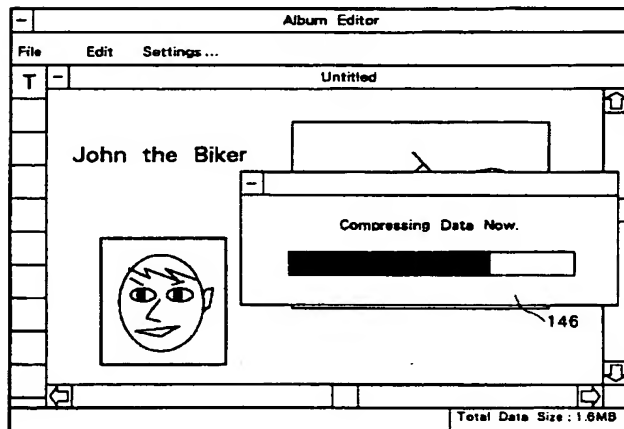 Album Editor
File Edit Settings...
T Untitled
John the Biker
Compressing Data Now.
146
Total Data Size : 1.6MB